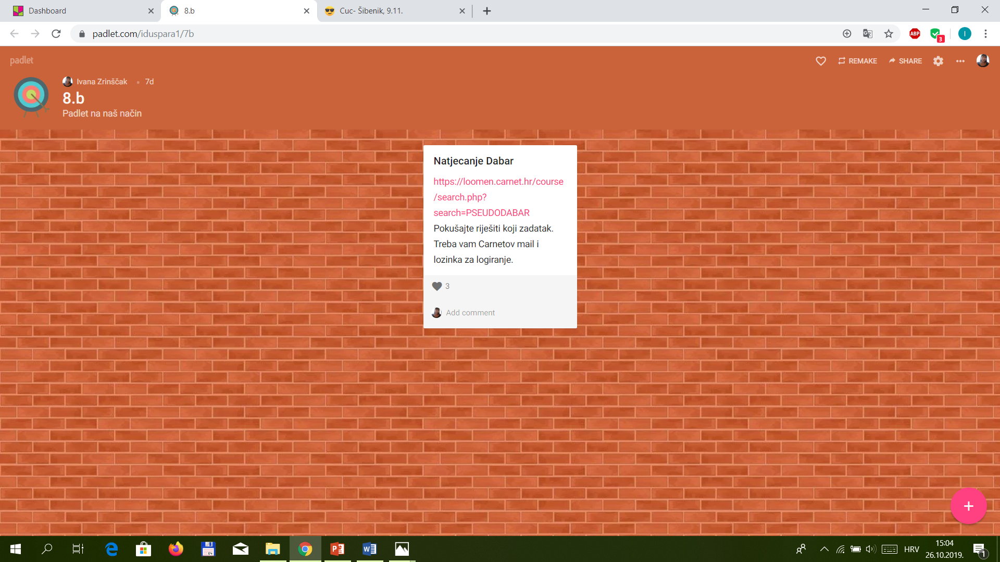 Dashboard
8.b
Cuc- Šibenik, 9.11.
padlet.com/iduspara1/7b
ABP
3
I
padlet
REMAKE
SHARE
Ivana Zrinščak • 7d
8.b
Padlet na naš način
Natjecanje Dabar
https://loomen.carnet.hr/course
/search.php?
search=PSEUDODABAR
Pokušajte riješiti koji zadatak.
Treba vam Carnetov mail i
lozinka za logiranje.
3
Add comment
64
HRV
15:04
26.10.2019.
1